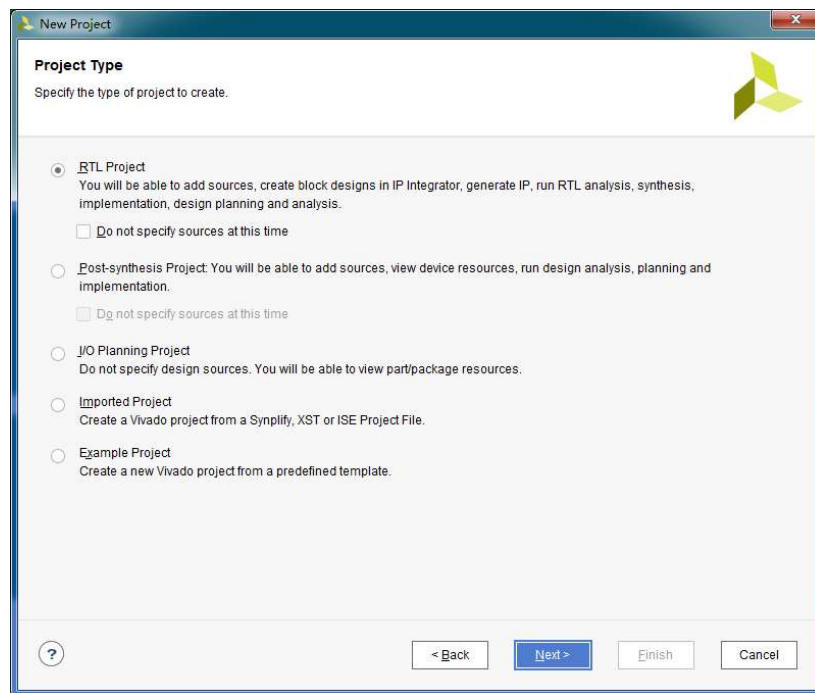 New Project
Project Type
Specify the type of project to create.
RTL Project
You will be able to add sources, create block designs in IP Integrator, generate IP, run RTL analysis, synthesis,
implementation, design planning and analysis.
Do not specify sources at this time
Post-synthesis Project: You will be able to add sources, view device resources, run design analysis, planning and
implementation.
Do not specify sources at this time
I/O Planning Project
Do not specify design sources. You will be able to view part/package resources.
Imported Project
Create a Vivado project from a Synplify, XST or ISE Project File.
Example Project
Create a new Vivado project from a predefined template.
? < Back Next > Finish Cancel